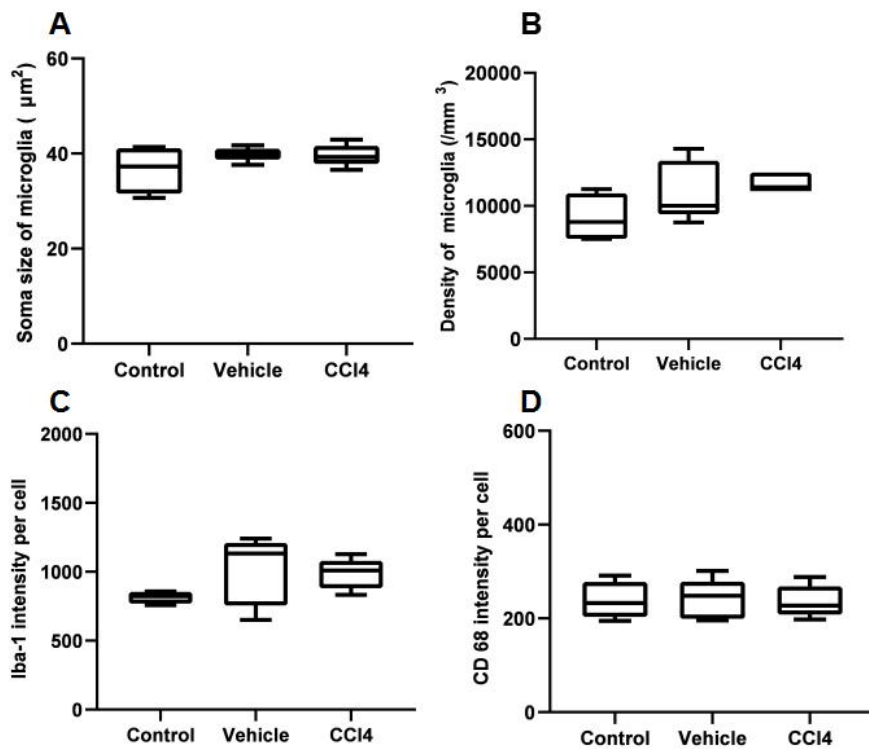 A
Soma size of microglia ( μm²)
60
40
20
0
Control Vehicle CCl4
B
Density of microglia (/mm ³)
20000
15000
10000
5000
0
Control Vehicle CCl4
C
Iba-1 intensity per cell
2000
1500
1000
500
0
Control Vehicle CCl4
D
CD 68 intensity per cell
600
400
200
0
Control Vehicle CCl4